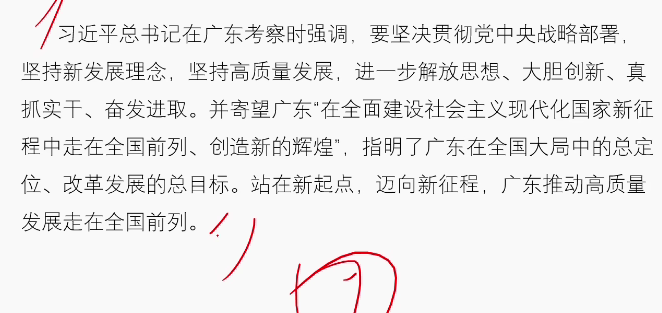 习近平总书记在广东考察时强调，要坚决贯彻党中央战略部署，
坚持新发展理念，坚持高质量发展，进一步解放思想、大胆创新、真
抓实干、奋发进取。并寄望广东“在全面建设社会主义现代化国家新征
程中走在全国前列、创造新的辉煌”，指明了广东在全国大局中的总定
位、改革发展的总目标。站在新起点，迈向新征程，广东推动高质量
发展走在全国前列。